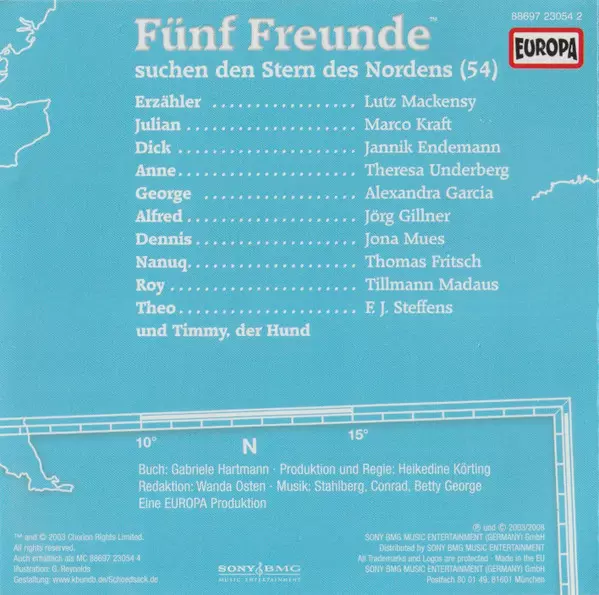 88697 23054 2
EUROPA
Fünf Freunde™
suchen den Stern des Nordens (54)
Erzähler .................. Lutz Mackensy
Julian ..................... Marco Kraft
Dick ....................... Jannik Endemann
Anne ....................... Theresa Underberg
George .................... Alexandra Garcia
Alfred ..................... Jörg Gillner
Dennis .................... Jona Mues
Nanuq ..................... Thomas Fritsch
Roy ........................ Tillmann Madaus
Theo ....................... F. J. Steffens
und Timmy, der Hund
10° N 15°
Buch: Gabriele Hartmann · Produktion und Regie: Heikedine Körting
Redaktion: Wanda Osten · Musik: Stahlberg, Conrad, Betty George
Eine EUROPA Produktion
™ und © 2003 Chorion Rights Limited.
All rights reserved.
Auch erhältlich als MC 88697 23054 4
Illustration: G. Reynolds
Gestaltung: www.kbundb.de/Schoedsack.de
SONY BMG
MUSIC ENTERTAINMENT
℗ und © 2003/2008
SONY BMG MUSIC ENTERTAINMENT (GERMANY) GmbH
Distributed by SONY BMG MUSIC ENTERTAINMENT
All Trademarks and Logos are protected · Made in the EU
SONY BMG MUSIC ENTERTAINMENT (GERMANY) GmbH
Postfach 80 01 49, 81601 München